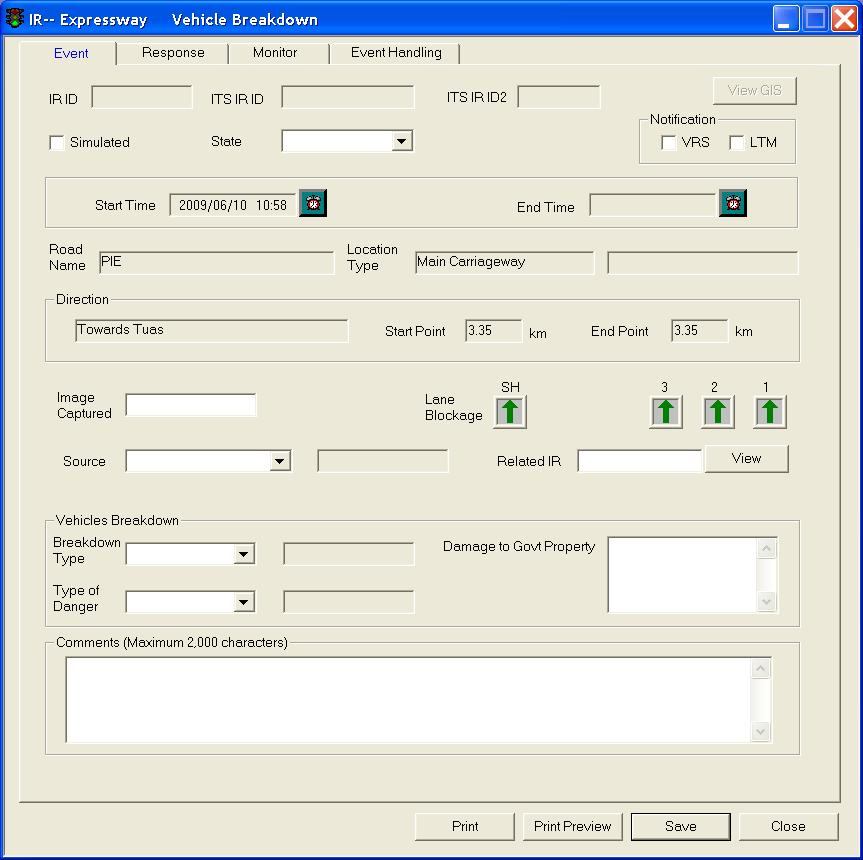 IR-- Expressway Vehicle Breakdown
Event Response Monitor Event Handling
IR ID ITS IR ID ITS IR ID2 View GIS
Notification
Simulated State VRS LTM
Start Time 2009/06/10 10:58 End Time
Road Name PIE Location Type Main Carriageway
Direction
Towards Tuas Start Point 3.35 km End Point 3.35 km
Image Captured Lane Blockage SH 3 2 1
Source Related IR View
Vehicles Breakdown
Breakdown Type Damage to Govt Property
Type of Danger
Comments (Maximum 2,000 characters)
Print Print Preview Save Close